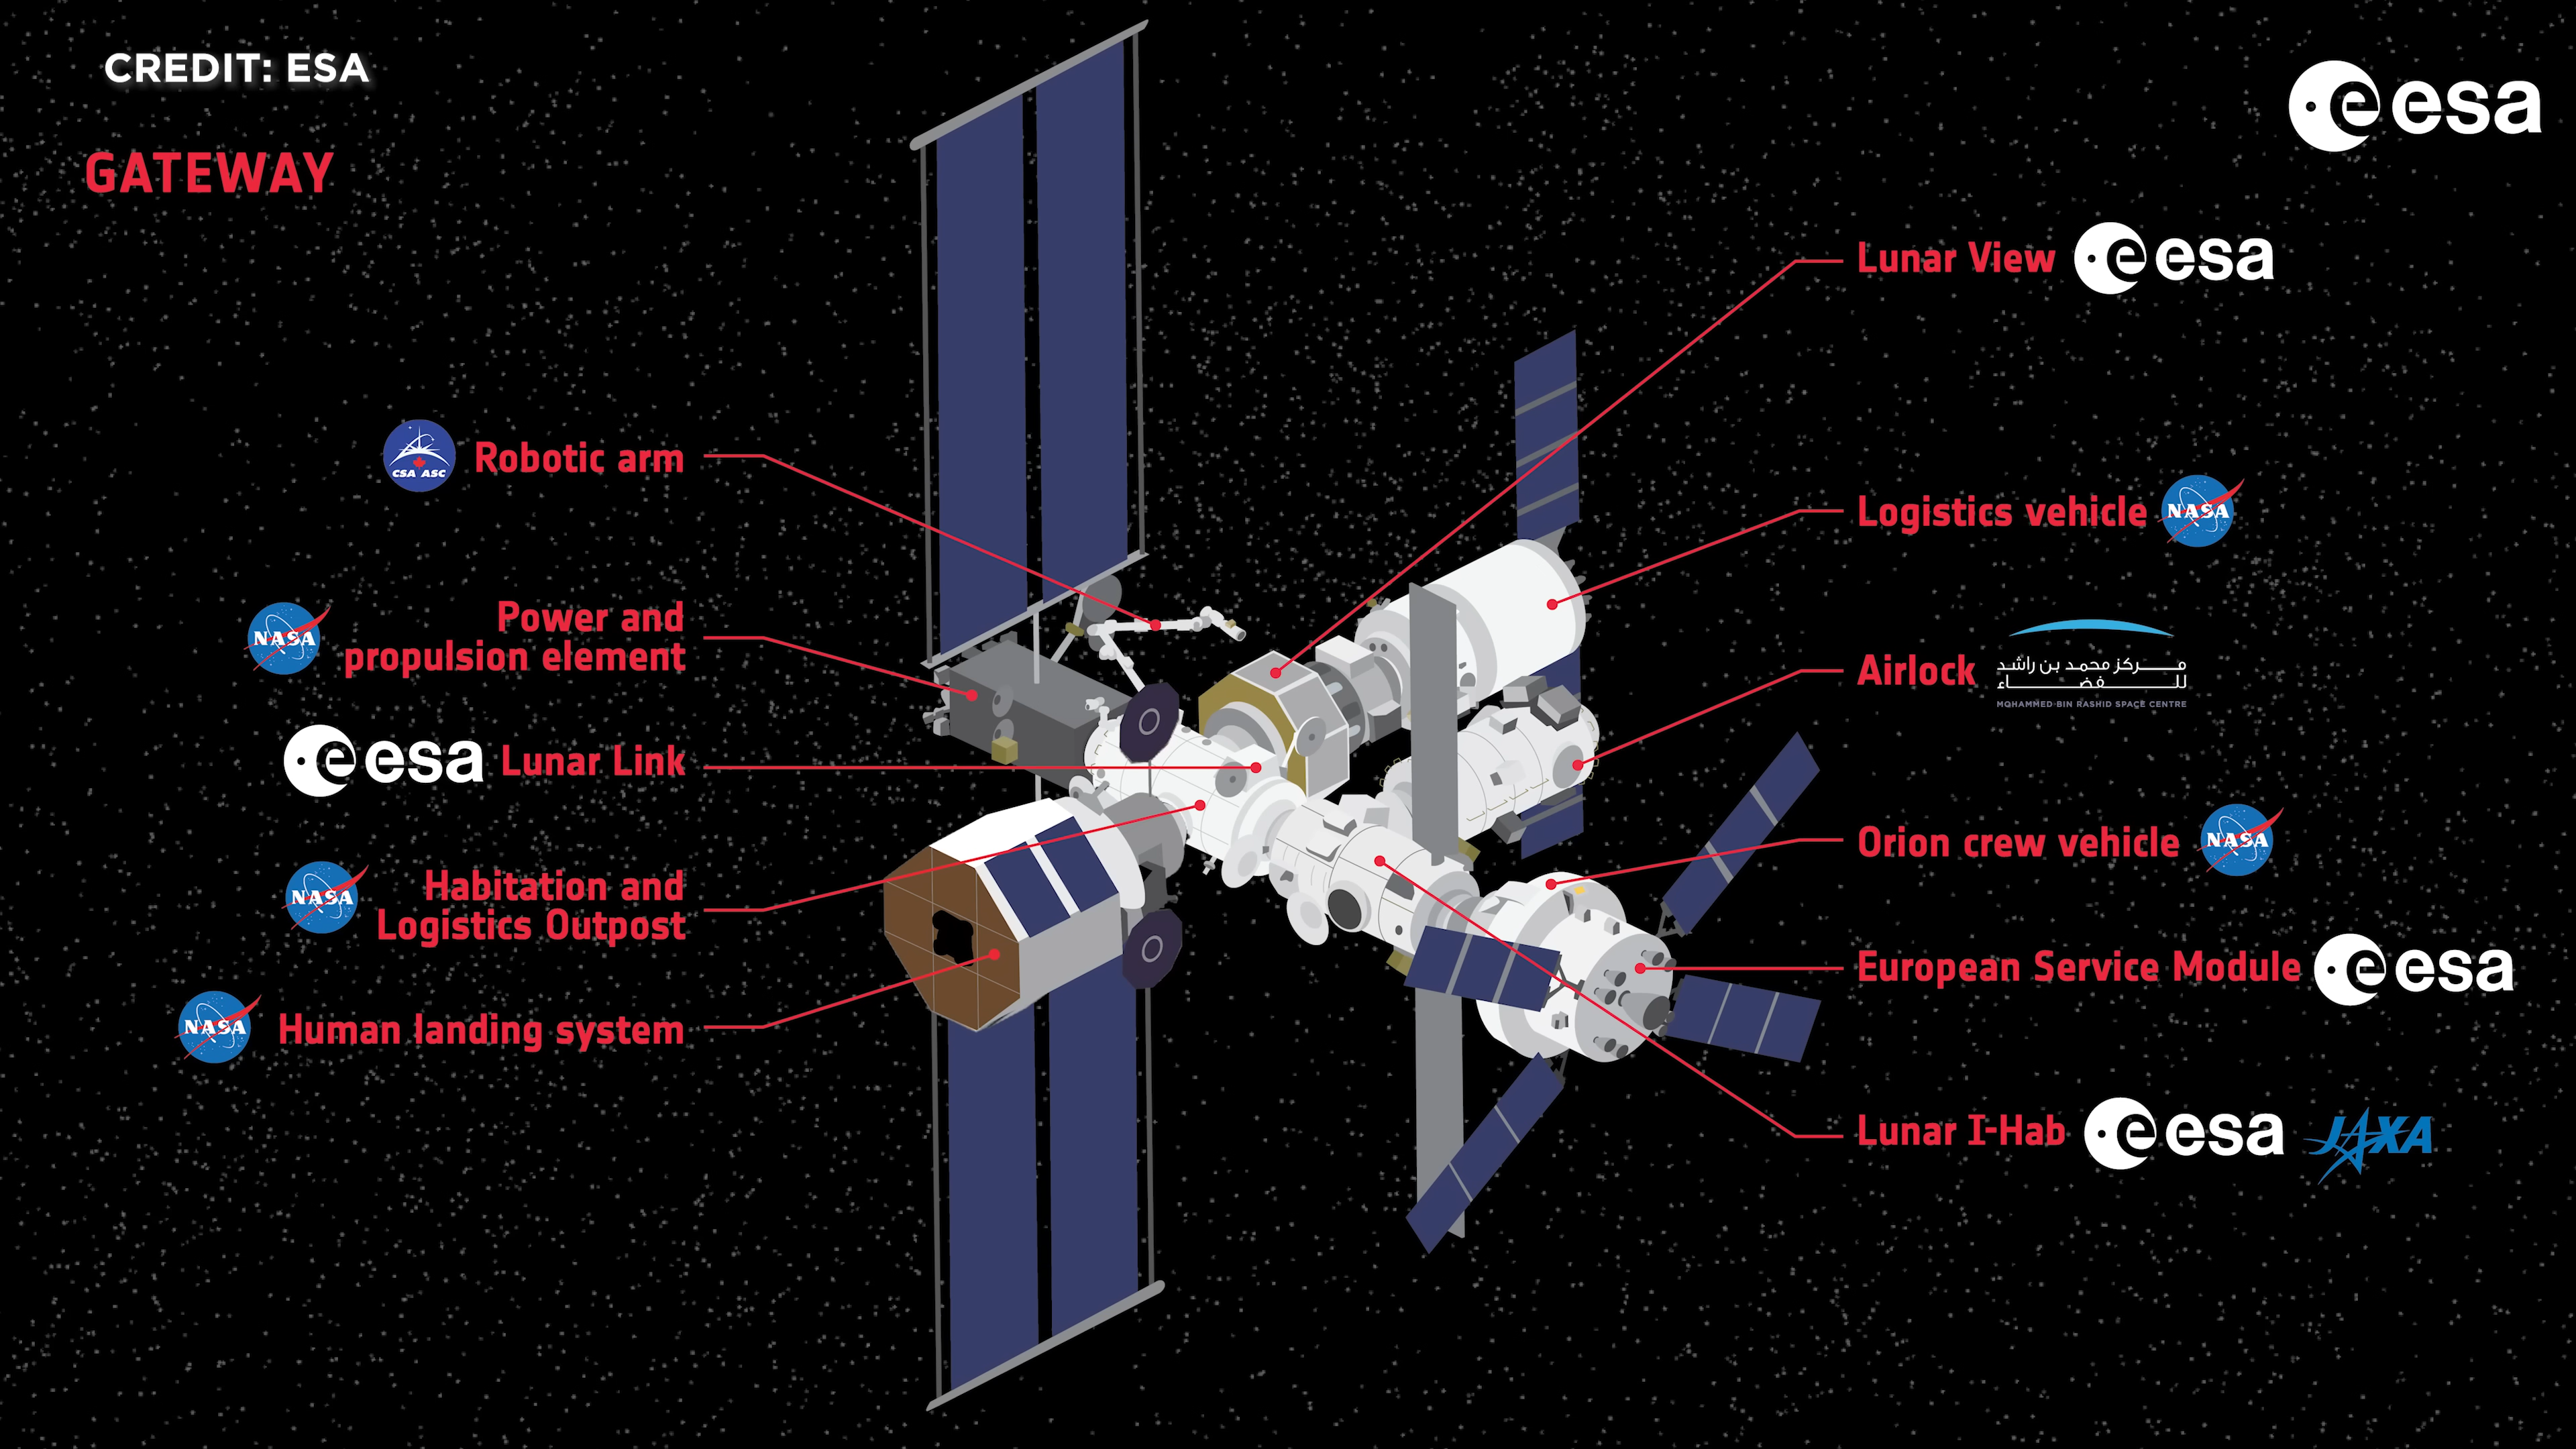 CREDIT: ESA
esa
GATEWAY
Lunar View esa
CSA ASC Robotic arm
Logistics vehicle NASA
NASA Power and
propulsion element
Airlock
مركز محمد بن راشد
للفضاء
MOHAMMED BIN RASHID SPACE CENTRE
esa Lunar Link
Orion crew vehicle NASA
NASA Habitation and
Logistics Outpost
European Service Module esa
NASA Human landing system
Lunar I-Hab esa JAXA